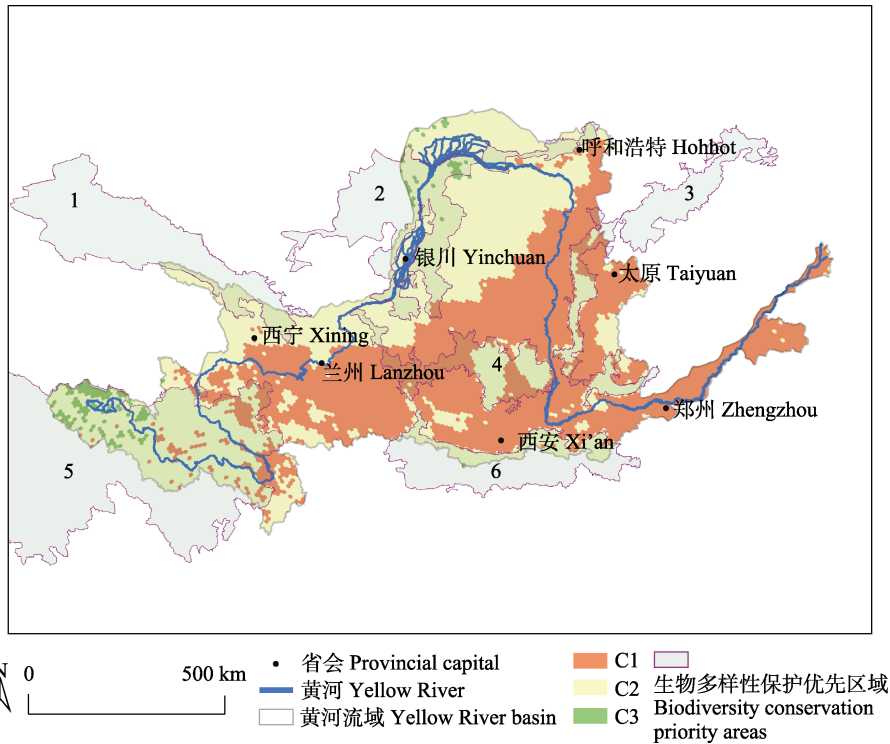 呼和浩特 Hohhot
1
2
3
银川 Yinchuan
太原 Taiyuan
西宁 Xining
兰州 Lanzhou
4
郑州 Zhengzhou
西安 Xi'an
5
6
N
0 500 km
省会 Provincial capital
黄河 Yellow River
黄河流域 Yellow River basin
C1
C2
C3
生物多样性保护优先区域
Biodiversity conservation
priority areas